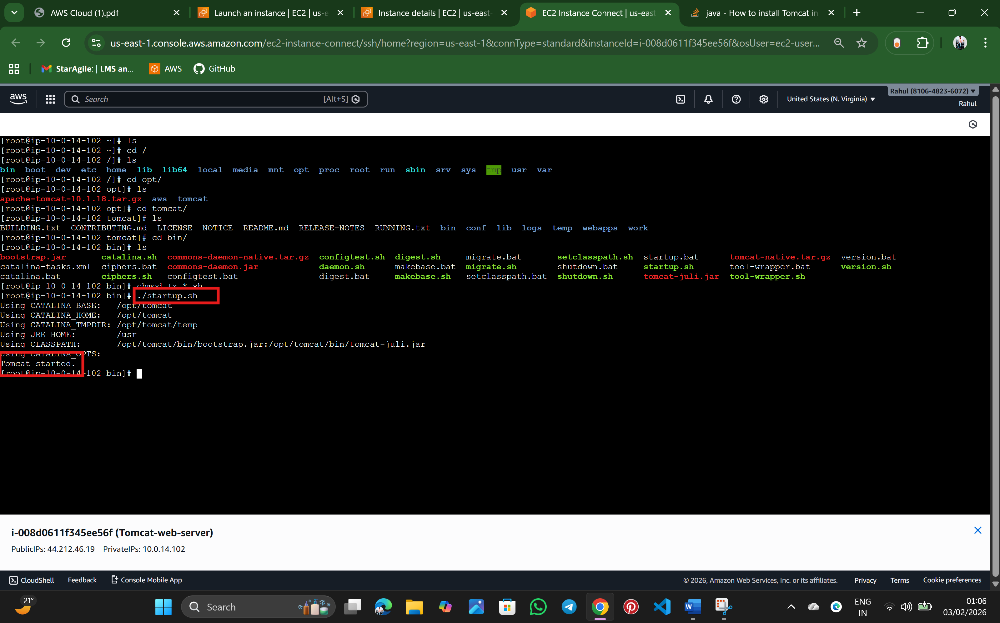 AWS Cloud (1).pdf
Launch an instance | EC2 | us-e
Instance details | EC2 | us-east-
EC2 Instance Connect | us-east
java - How to install Tomcat in
us-east-1.console.aws.amazon.com/ec2-instance-connect/ssh/home?region=us-east-1&connType=standard&instanceId=i-008d0611f345ee56f&osUser=ec2-user...
StarAgile: | LMS an...
AWS
GitHub
aws
Search
[Alt+S]
United States (N. Virginia)
Rahul (8106-4823-6072)
Rahul
[root@ip-10-0-14-102 ~]# ls
[root@ip-10-0-14-102 ~]# cd /
[root@ip-10-0-14-102 /]# ls
bin boot dev etc home lib lib64 local media mnt opt proc root run sbin srv sys tmp usr var
[root@ip-10-0-14-102 /]# cd opt/
[root@ip-10-0-14-102 opt]# ls
apache-tomcat-10.1.18.tar.gz aws tomcat
[root@ip-10-0-14-102 opt]# cd tomcat/
[root@ip-10-0-14-102 tomcat]# ls
BUILDING.txt CONTRIBUTING.md LICENSE NOTICE README.md RELEASE-NOTES RUNNING.txt bin conf lib logs temp webapps work
[root@ip-10-0-14-102 tomcat]# cd bin/
[root@ip-10-0-14-102 bin]# ls
bootstrap.jar catalina.sh commons-daemon-native.tar.gz configtest.sh digest.sh migrate.bat setclasspath.sh startup.bat tomcat-native.tar.gz version.bat
catalina-tasks.xml ciphers.bat commons-daemon.jar daemon.sh makebase.bat migrate.sh shutdown.bat startup.sh tool-wrapper.bat version.sh
catalina.bat ciphers.sh configtest.bat digest.bat makebase.sh setclasspath.bat shutdown.sh tomcat-juli.jar tool-wrapper.sh
[root@ip-10-0-14-102 bin]# chmod +x *.sh
[root@ip-10-0-14-102 bin]# ./startup.sh
Using CATALINA_BASE: /opt/tomcat
Using CATALINA_HOME: /opt/tomcat
Using CATALINA_TMPDIR: /opt/tomcat/temp
Using JRE_HOME: /usr
Using CLASSPATH: /opt/tomcat/bin/bootstrap.jar:/opt/tomcat/bin/tomcat-juli.jar
Using CATALINA_OPTS:
Tomcat started.
[root@ip-10-0-14-102 bin]#
i-008d0611f345ee56f (Tomcat-web-server)
PublicIPs: 44.212.46.19 PrivateIPs: 10.0.14.102
CloudShell
Feedback
Console Mobile App
© 2026, Amazon Web Services, Inc. or its affiliates.
Privacy
Terms
Cookie preferences
21°
Search
ENG
IN
01:06
03/02/2026